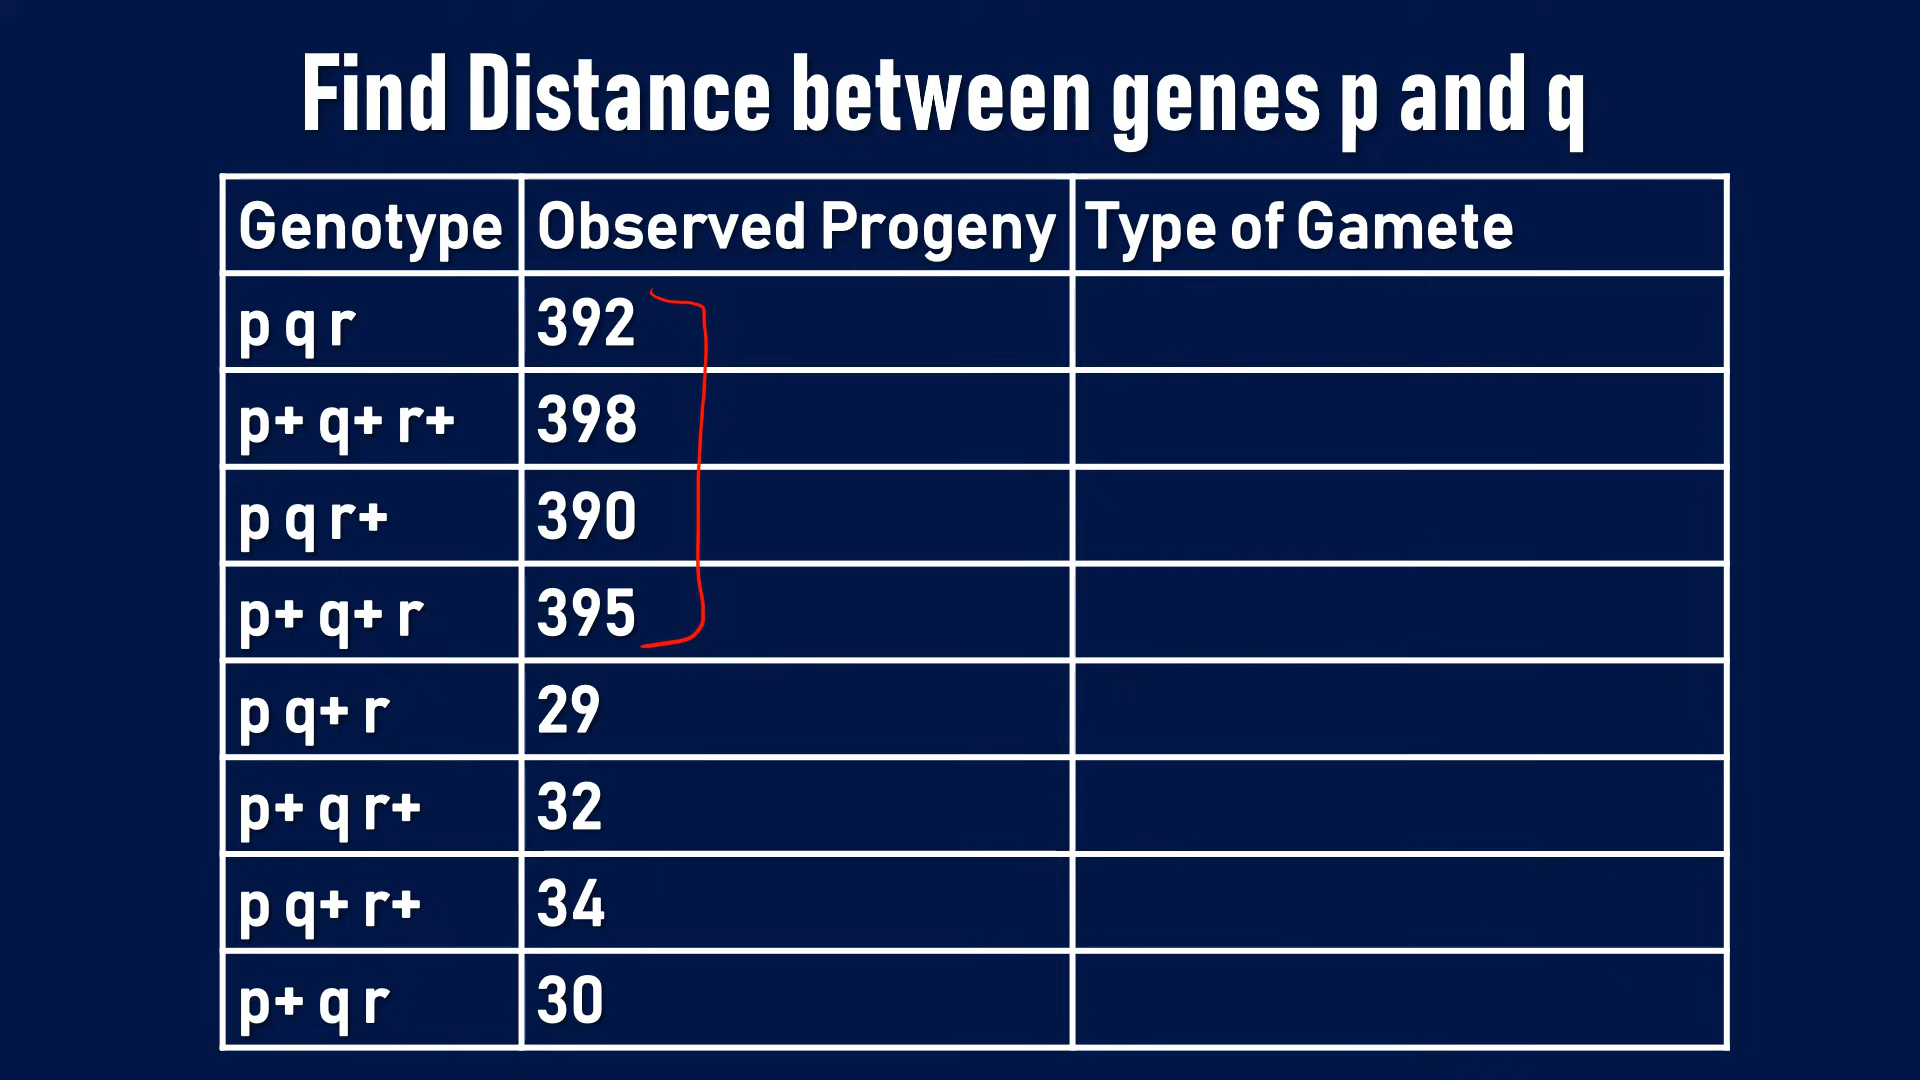 Find Distance between genes p and q
Genotype Observed Progeny Type of Gamete
p q r 392
p+ q+ r+ 398
p q r+ 390
p+ q+ r 395
p q+ r 29
p+ q r+ 32
p q+ r+ 34
p+ q r 30